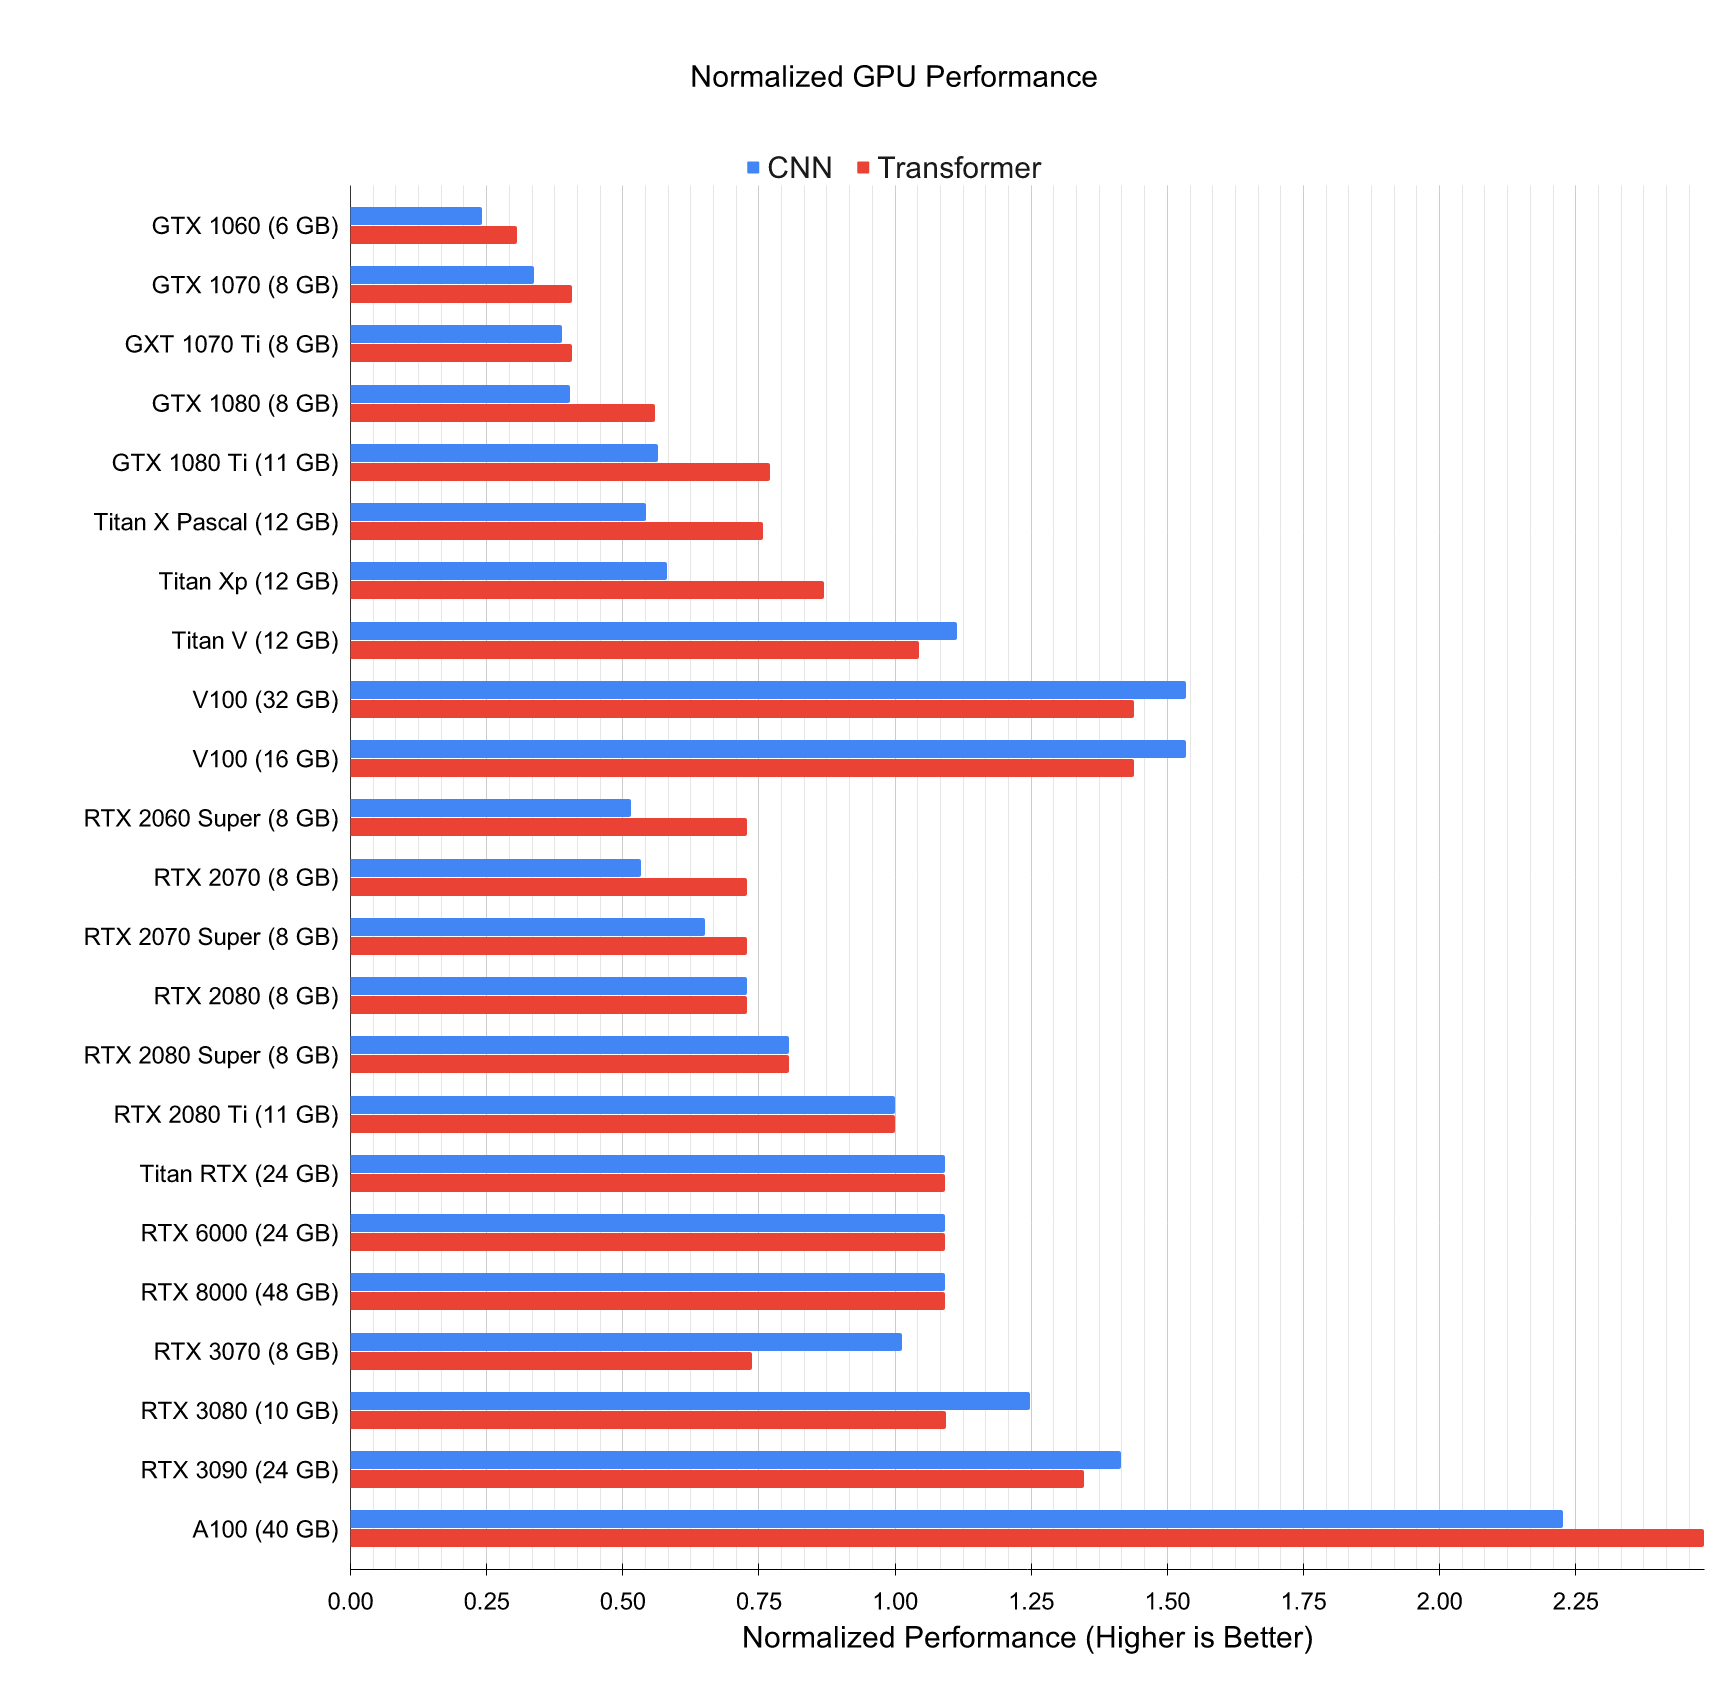 Normalized GPU Performance
CNN Transformer
GTX 1060 (6 GB)
GTX 1070 (8 GB)
GXT 1070 Ti (8 GB)
GTX 1080 (8 GB)
GTX 1080 Ti (11 GB)
Titan X Pascal (12 GB)
Titan Xp (12 GB)
Titan V (12 GB)
V100 (32 GB)
V100 (16 GB)
RTX 2060 Super (8 GB)
RTX 2070 (8 GB)
RTX 2070 Super (8 GB)
RTX 2080 (8 GB)
RTX 2080 Super (8 GB)
RTX 2080 Ti (11 GB)
Titan RTX (24 GB)
RTX 6000 (24 GB)
RTX 8000 (48 GB)
RTX 3070 (8 GB)
RTX 3080 (10 GB)
RTX 3090 (24 GB)
A100 (40 GB)
0.00 0.25 0.50 0.75 1.00 1.25 1.50 1.75 2.00 2.25
Normalized Performance (Higher is Better)